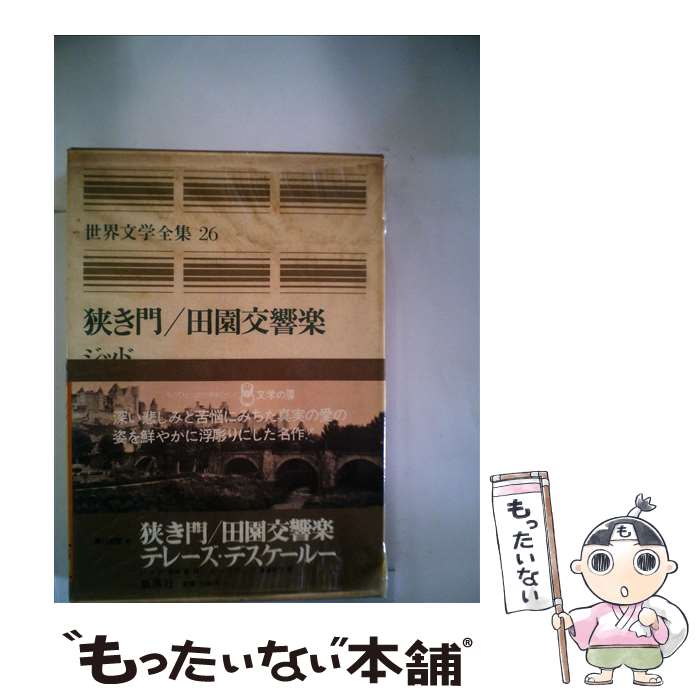 世界文学全集 26
狭き門/田園交響楽
ジッド
文学の扉
深い悲しみと苦悩にみちた真実の愛の
姿を鮮やかに浮彫りにした名作!
狭き門/田園交響楽
テレーズ・デスケールー
集英社
もったいない
も
“もったいない本舗®